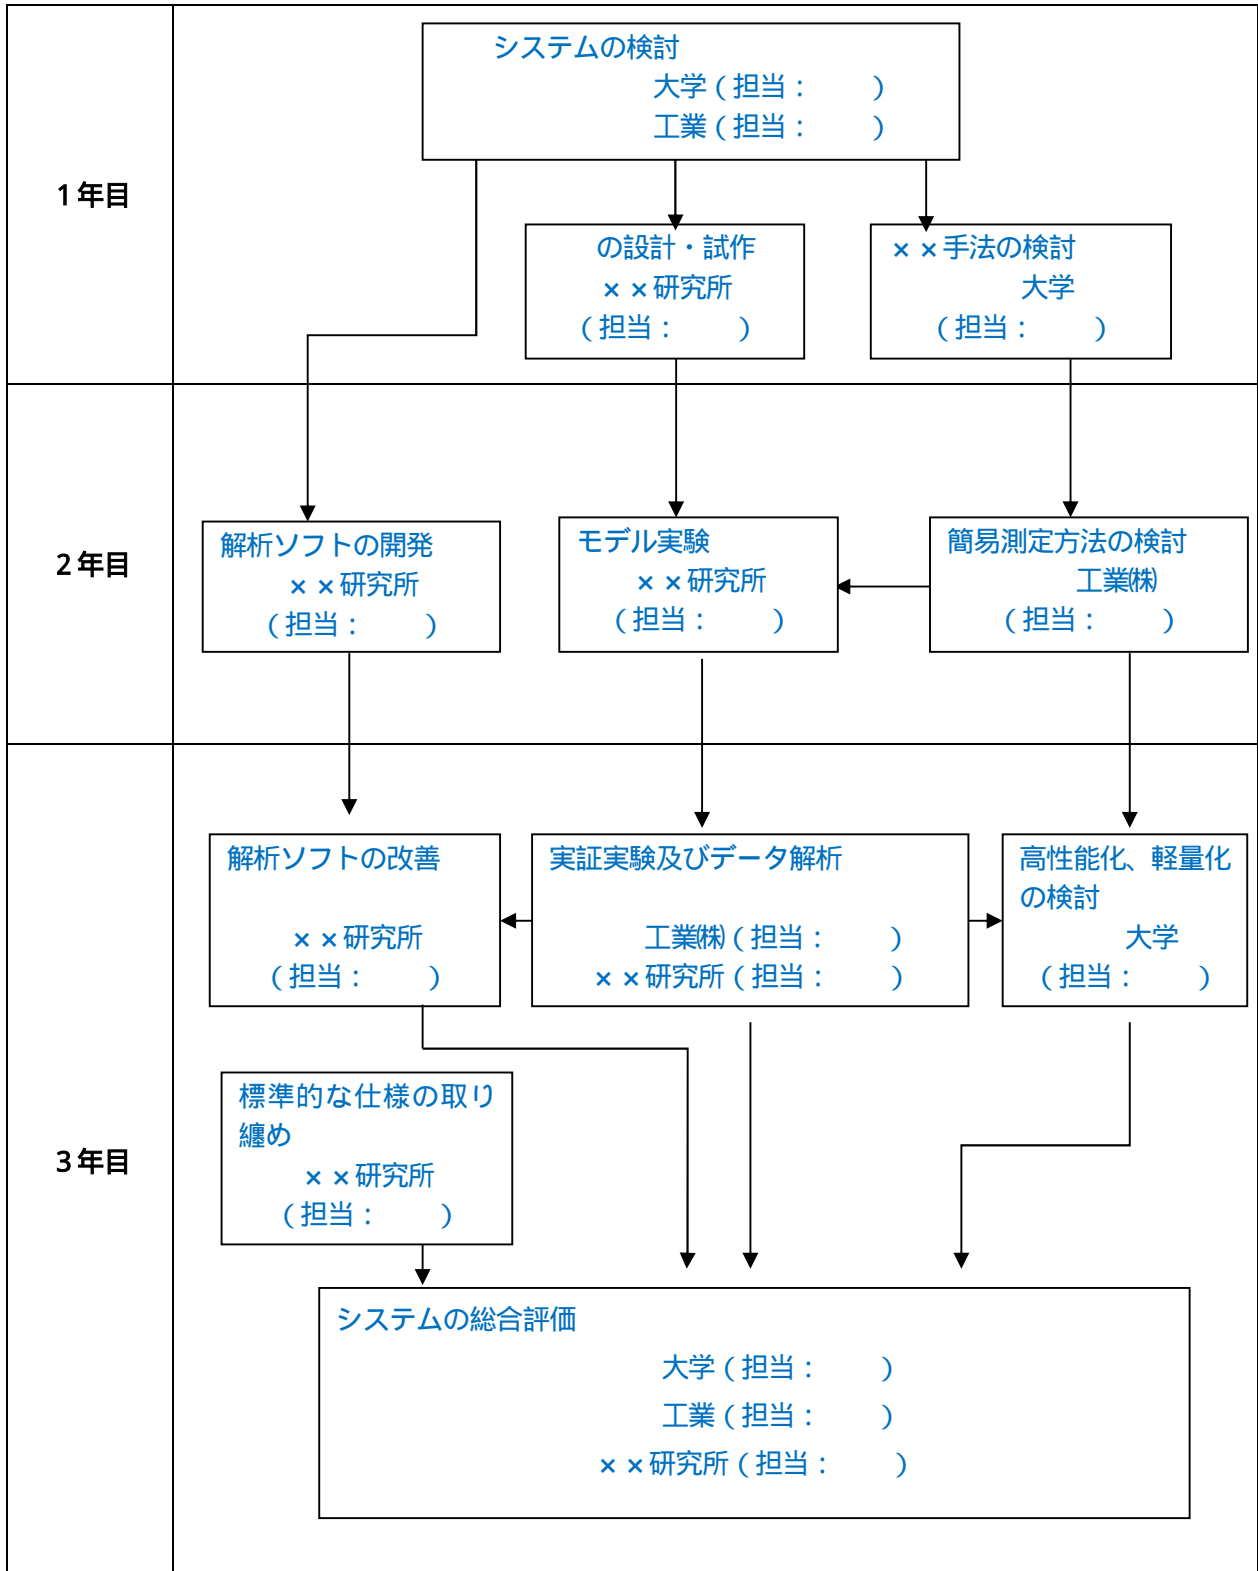 1年目
システムの検討
大学（担当：　　）
工業（担当：　　）
の設計・試作
××研究所
（担当：　　）
××手法の検討
大学
（担当：　　）
2年目
解析ソフトの開発
××研究所
（担当：　　）
モデル実験
××研究所
（担当：　　）
簡易測定方法の検討
工業㈱
（担当：　　）
3年目
解析ソフトの改善
××研究所
（担当：　　）
実証実験及びデータ解析
工業㈱（担当：　　）
××研究所（担当：　　）
高性能化、軽量化
の検討
大学
（担当：　　）
標準的な仕様の取り
纏め
××研究所
（担当：　　）
システムの総合評価
大学（担当：　　）
工業（担当：　　）
××研究所（担当：　　）